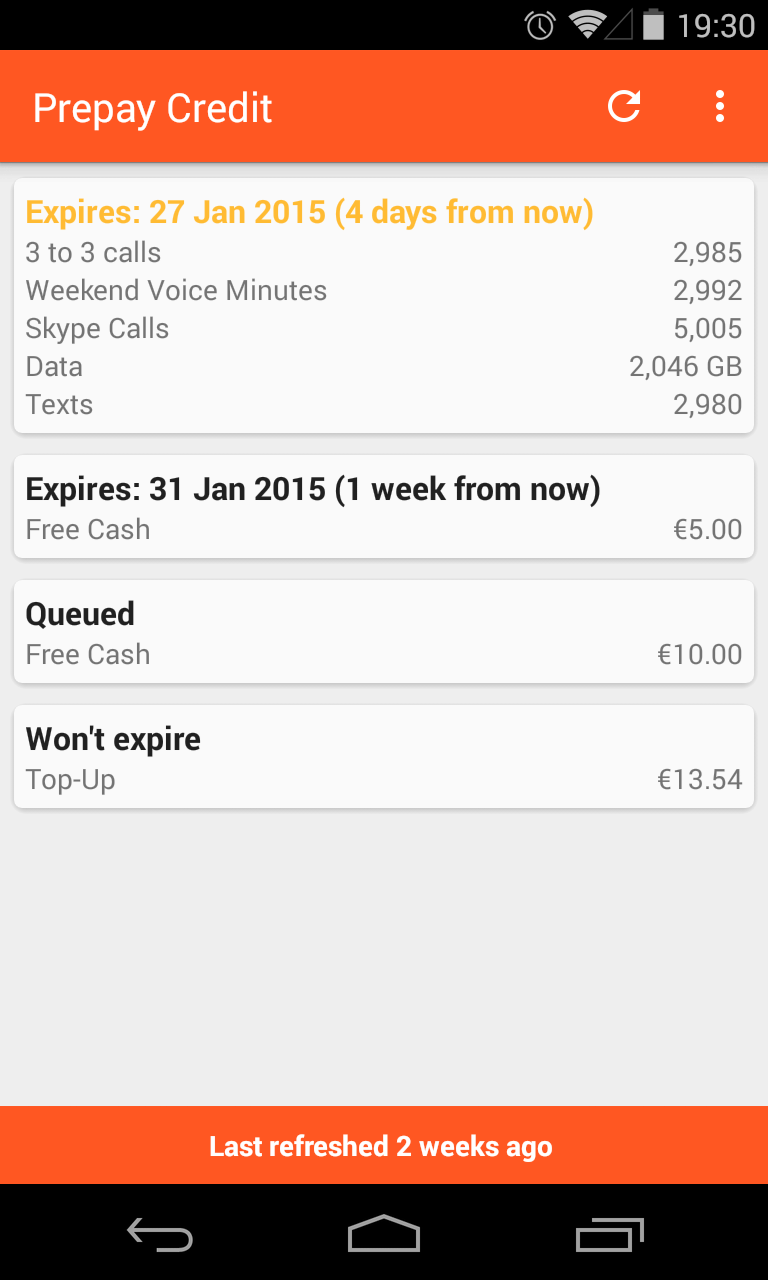 19:30
Prepay Credit
Expires: 27 Jan 2015 (4 days from now)
3 to 3 calls 2,985
Weekend Voice Minutes 2,992
Skype Calls 5,005
Data 2,046 GB
Texts 2,980
Expires: 31 Jan 2015 (1 week from now)
Free Cash €5.00
Queued
Free Cash €10.00
Won't expire
Top-Up €13.54
Last refreshed 2 weeks ago